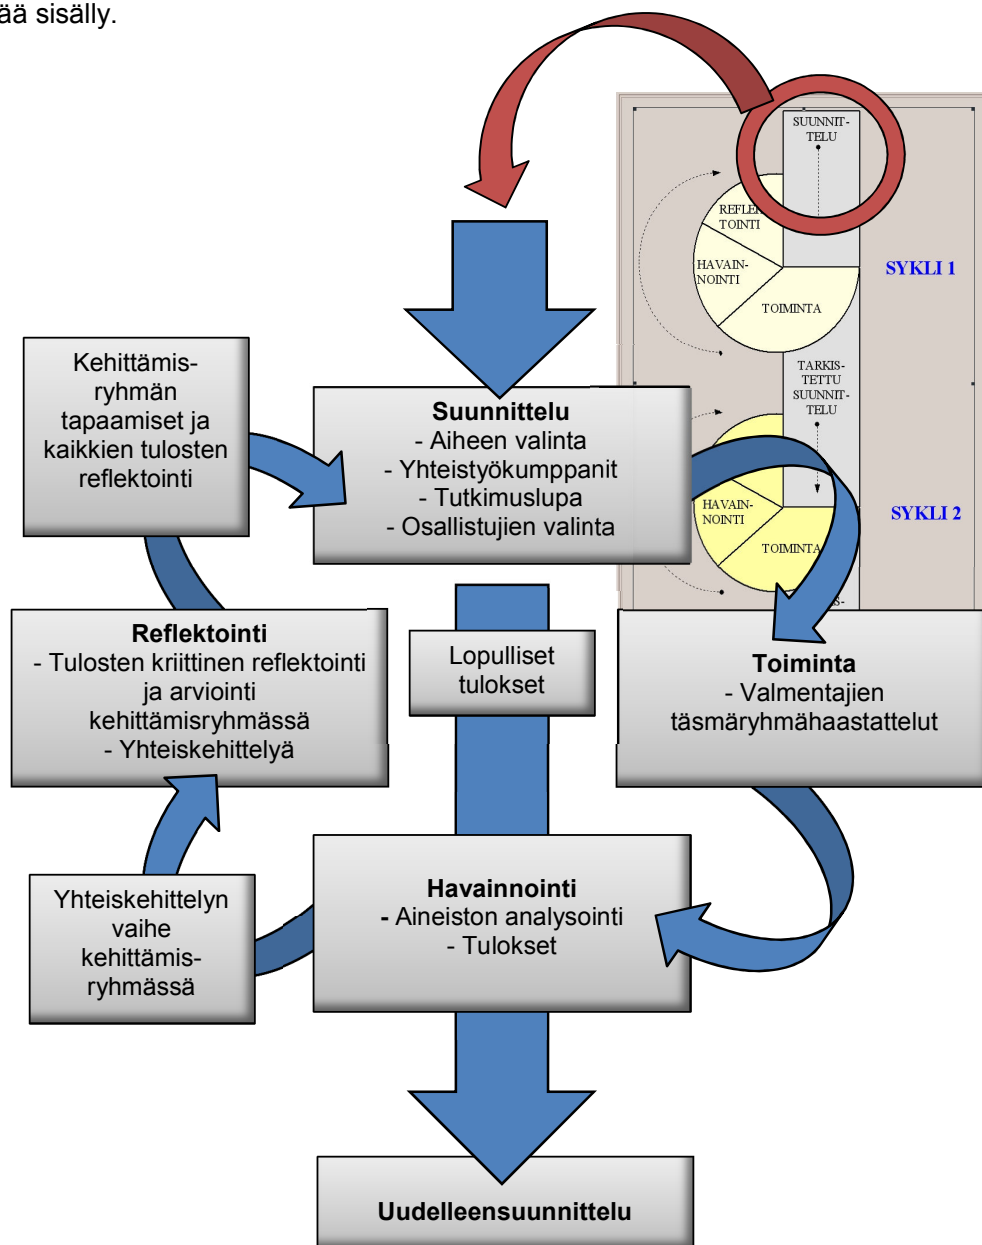 ää sisälly.
SUUNNIT-
TELU
TOINTI
HAVAIN-
NOINTI
TOIMINTA
SYKLI 1
TARKIS-
TETTU
SUUNNIT-
TELU
HAVAIN-
NOINTI
TOIMINTA
SYKLI 2
Kehittämis-
ryhmän
tapaamiset ja
kaikkien tulosten
reflektointi
Suunnittelu
- Aiheen valinta
- Yhteistyökumppanit
- Tutkimuslupa
- Osallistujien valinta
Reflektointi
- Tulosten kriittinen reflektointi
ja arviointi
kehittämisryhmässä
- Yhteiskehittelyä
Lopulliset
tulokset
Toiminta
- Valmentajien
täsmäryhmähaastattelut
Yhteiskehittelyn
vaihe
kehittämis-
ryhmässä
Havainnointi
- Aineiston analysointi
- Tulokset
Uudelleensuunnittelu